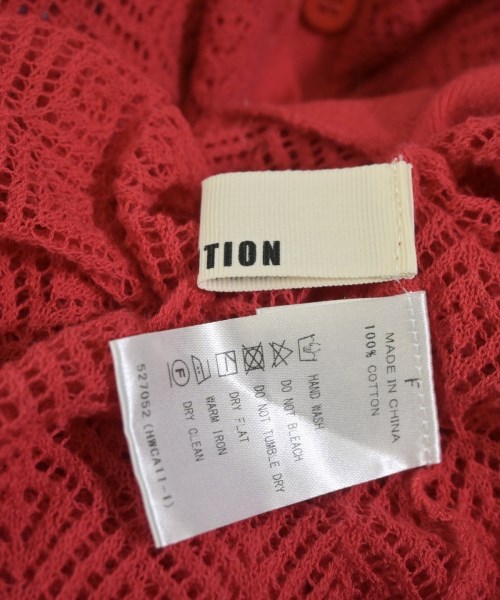 TION
F
MADE IN CHINA
100% COTTON
HAND WASH
DO NOT BLEACH
DO NOT TUMBLE DRY
DRY FLAT
WARM IRON
DRY CLEAN
527052 (HWCA11-1)